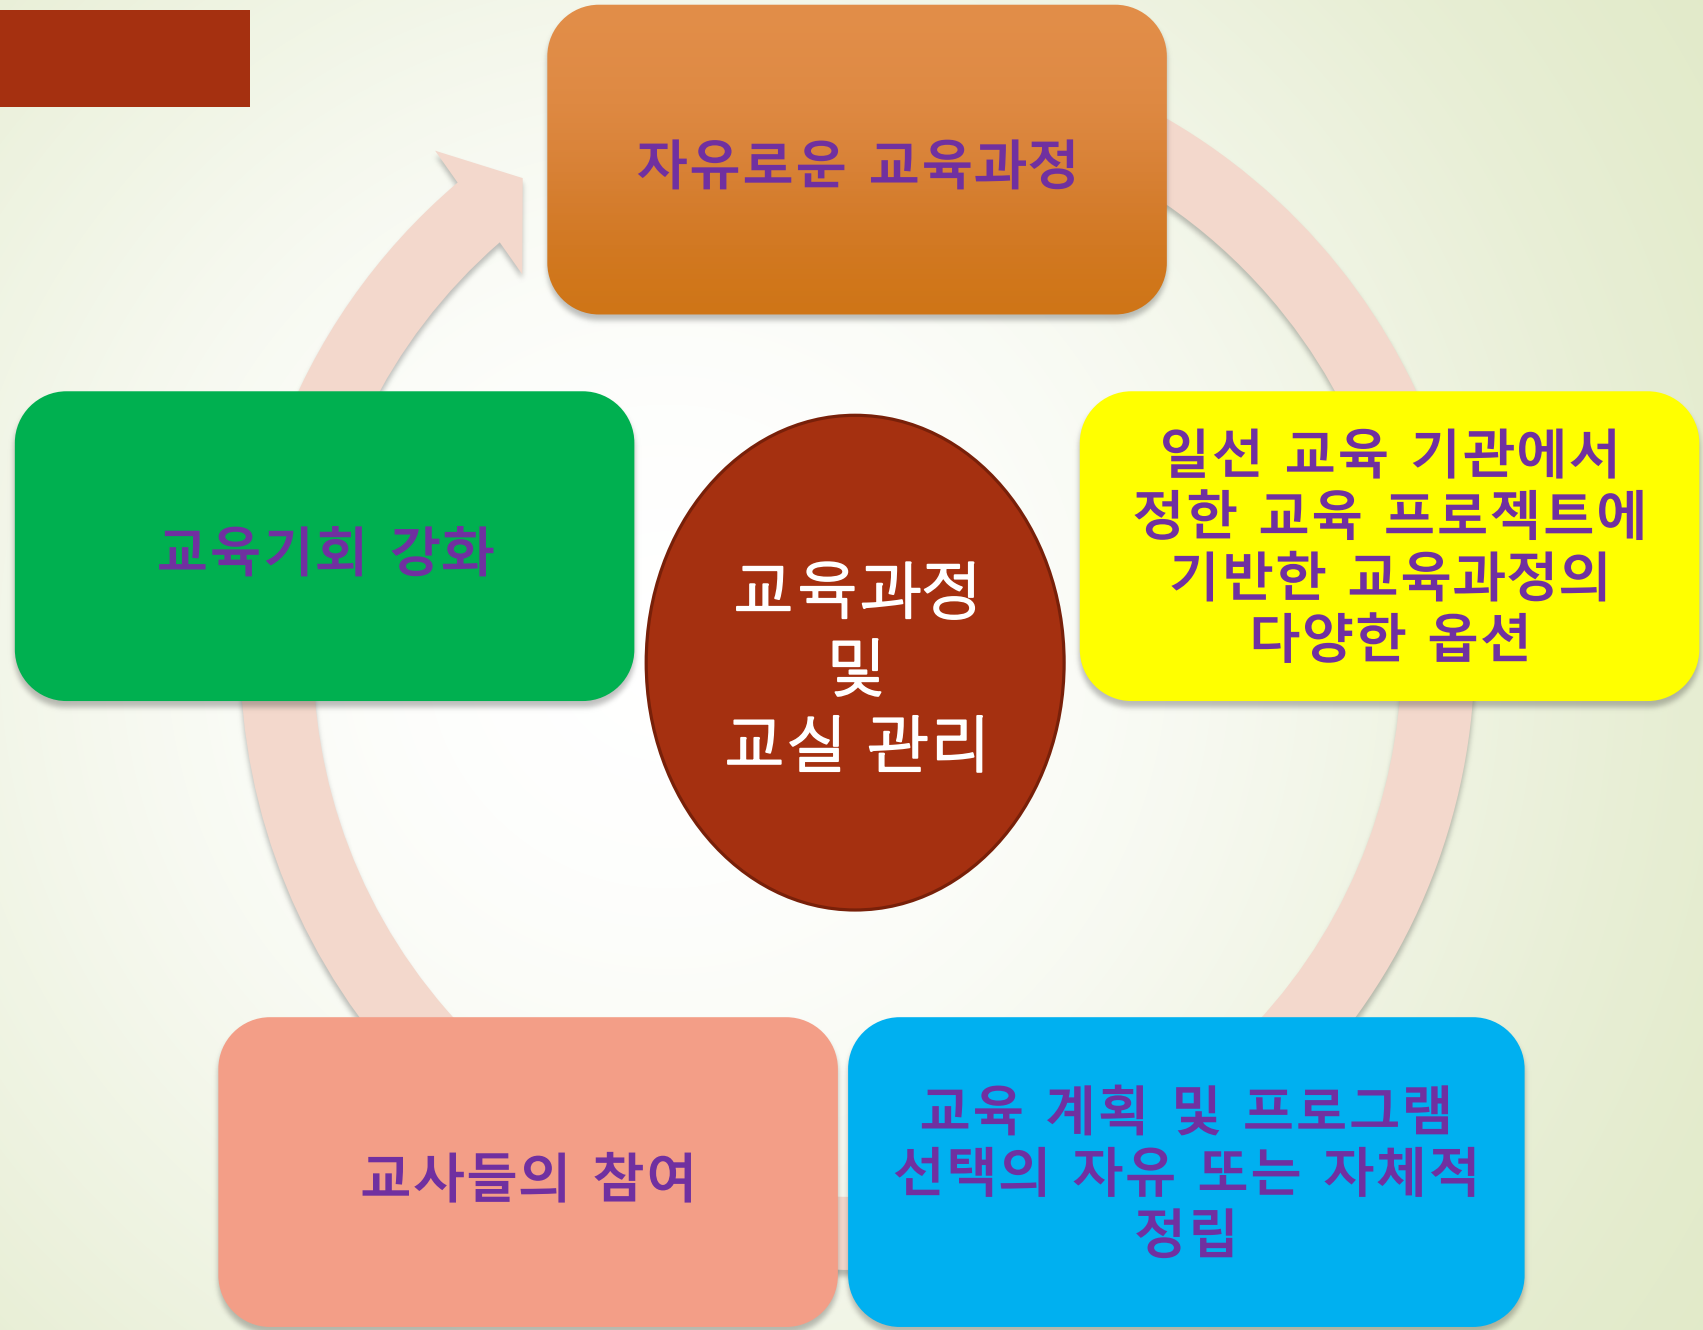 자유로운 교육과정
일선 교육 기관에서
정한 교육 프로젝트에
기반한 교육과정의
다양한 옵션
교육 계획 및 프로그램
선택의 자유 또는 자체적
정립
교사들의 참여
교육기회 강화
교육과정
및
교실 관리